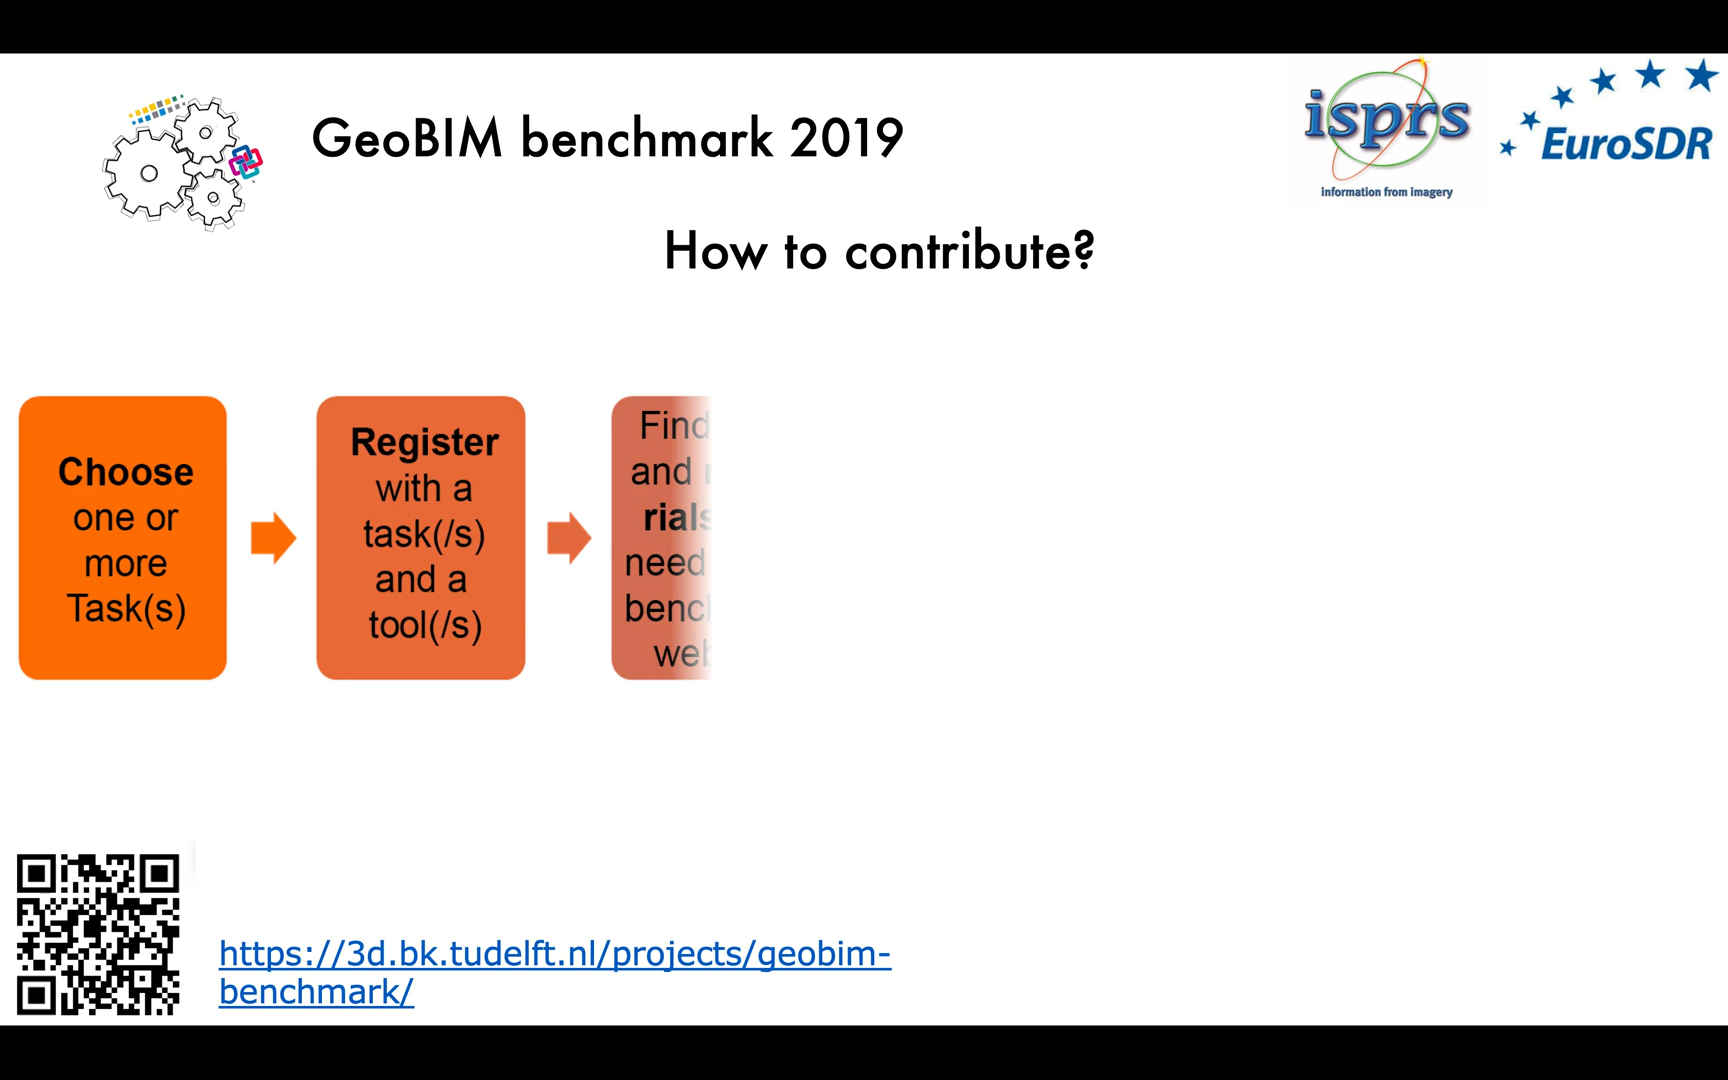 GeoBIM benchmark 2019
isprs
information from imagery
EuroSDR
How to contribute?
Choose
one or
more
Task(s)
Register
with a
task(/s)
and a
tool(/s)
Find
and
need
https://3d.bk.tudelft.nl/projects/geobim-
benchmark/